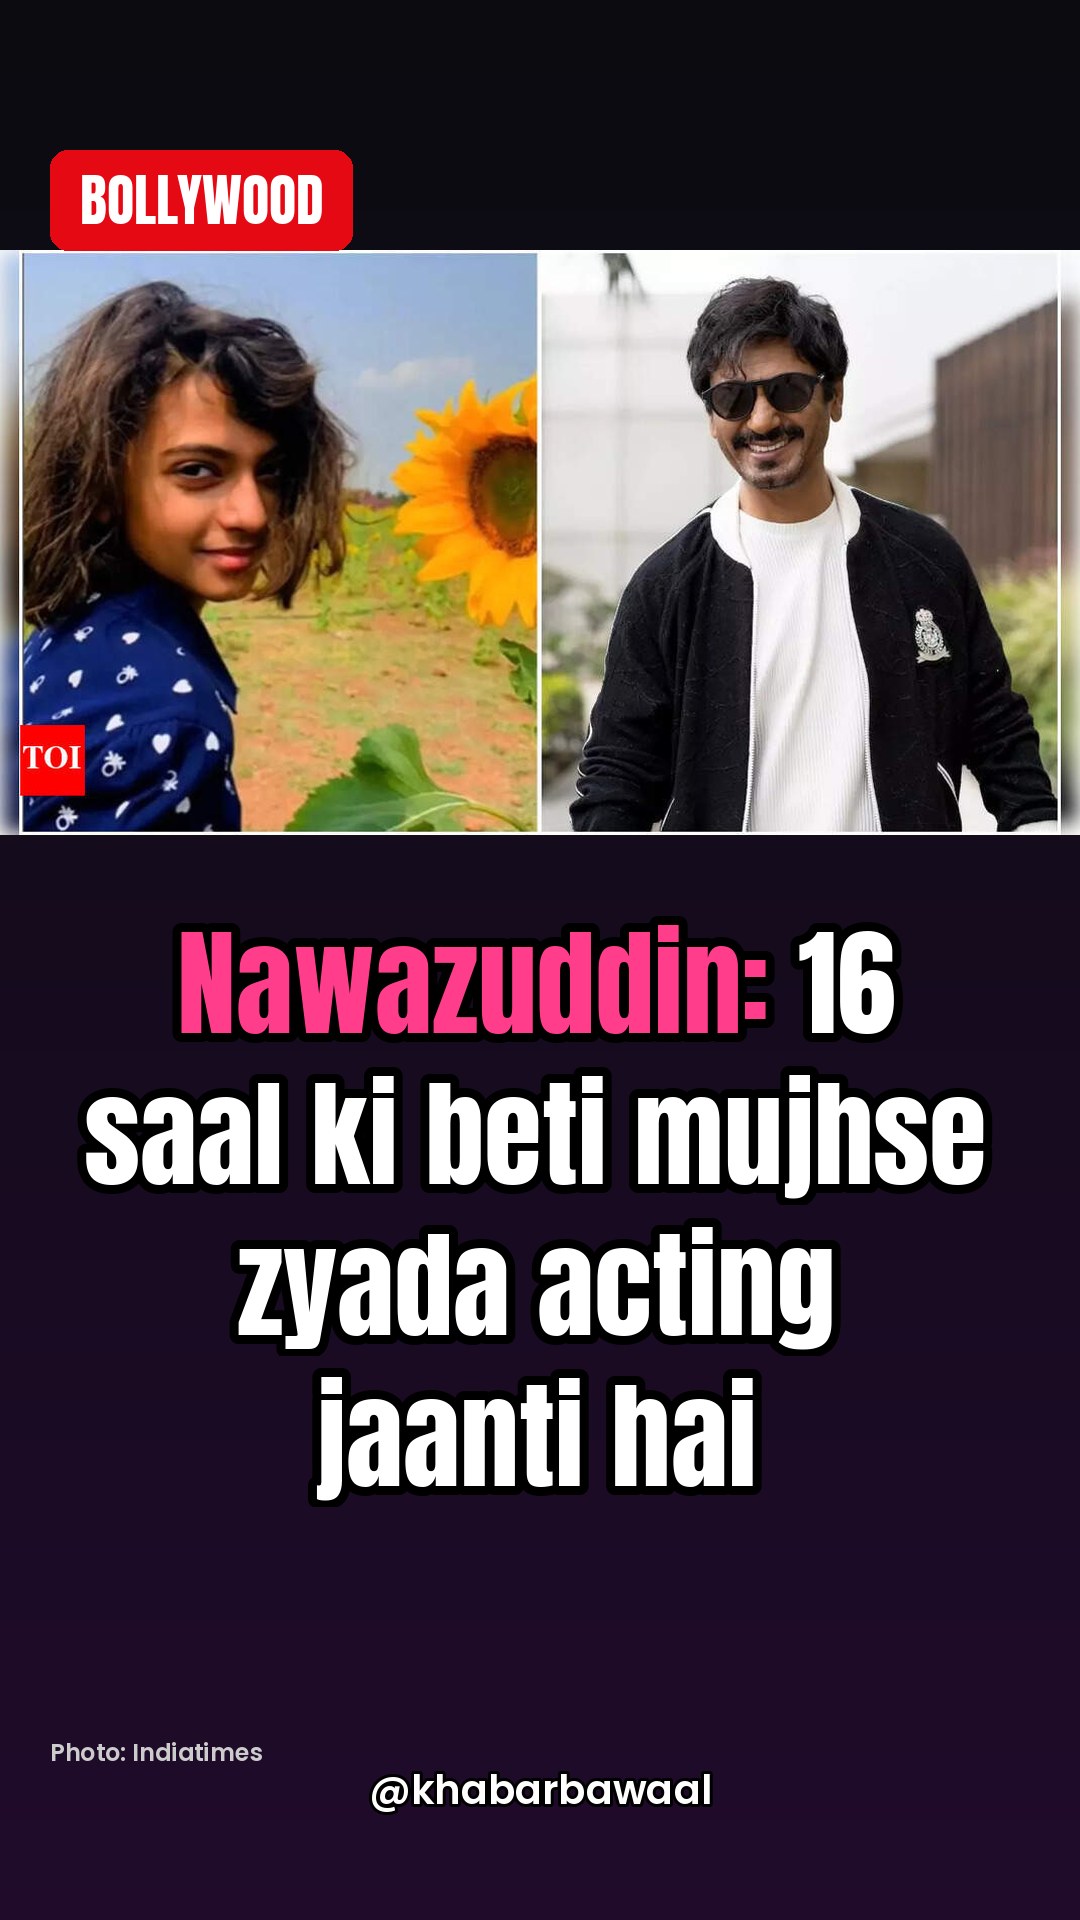 BOLLYWOOD
TOI
Nawazuddin: 16
saal ki beti mujhse
zyada acting
jaanti hai
Photo: Indiatimes
@khabarbawaal